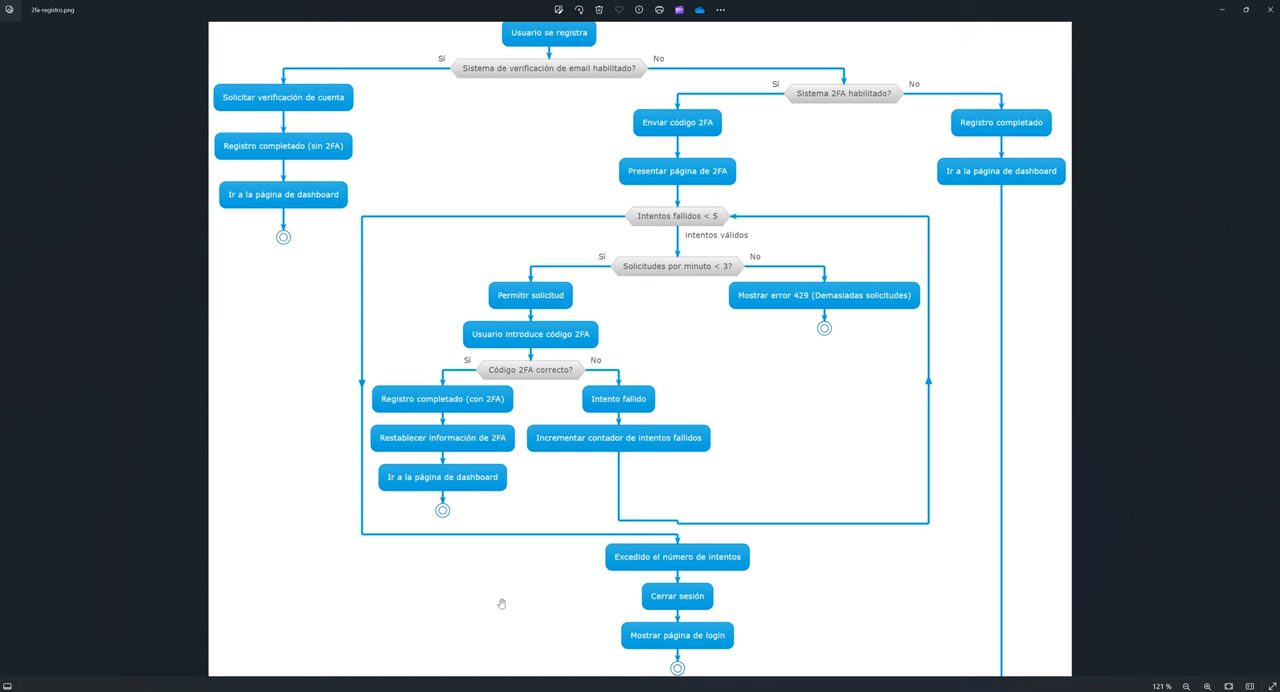 2fa-registro.png
Usuario se registra
Sí
No
Sistema de verificación de email habilitado?
Sí
No
Sistema 2FA habilitado?
Solicitar verificación de cuenta
Enviar código 2FA
Registro completado
Registro completado (sin 2FA)
Presentar página de 2FA
Ir a la página de dashboard
Ir a la página de dashboard
Intentos fallidos < 5
intentos válidos
Sí
No
Solicitudes por minuto < 3?
Permitir solicitud
Mostrar error 429 (Demasiadas solicitudes)
Usuario introduce código 2FA
Sí
No
Código 2FA correcto?
Registro completado (con 2FA)
Intento fallido
Restablecer información de 2FA
Incrementar contador de intentos fallidos
Ir a la página de dashboard
Excedido el número de intentos
Cerrar sesión
Mostrar página de login
121 %